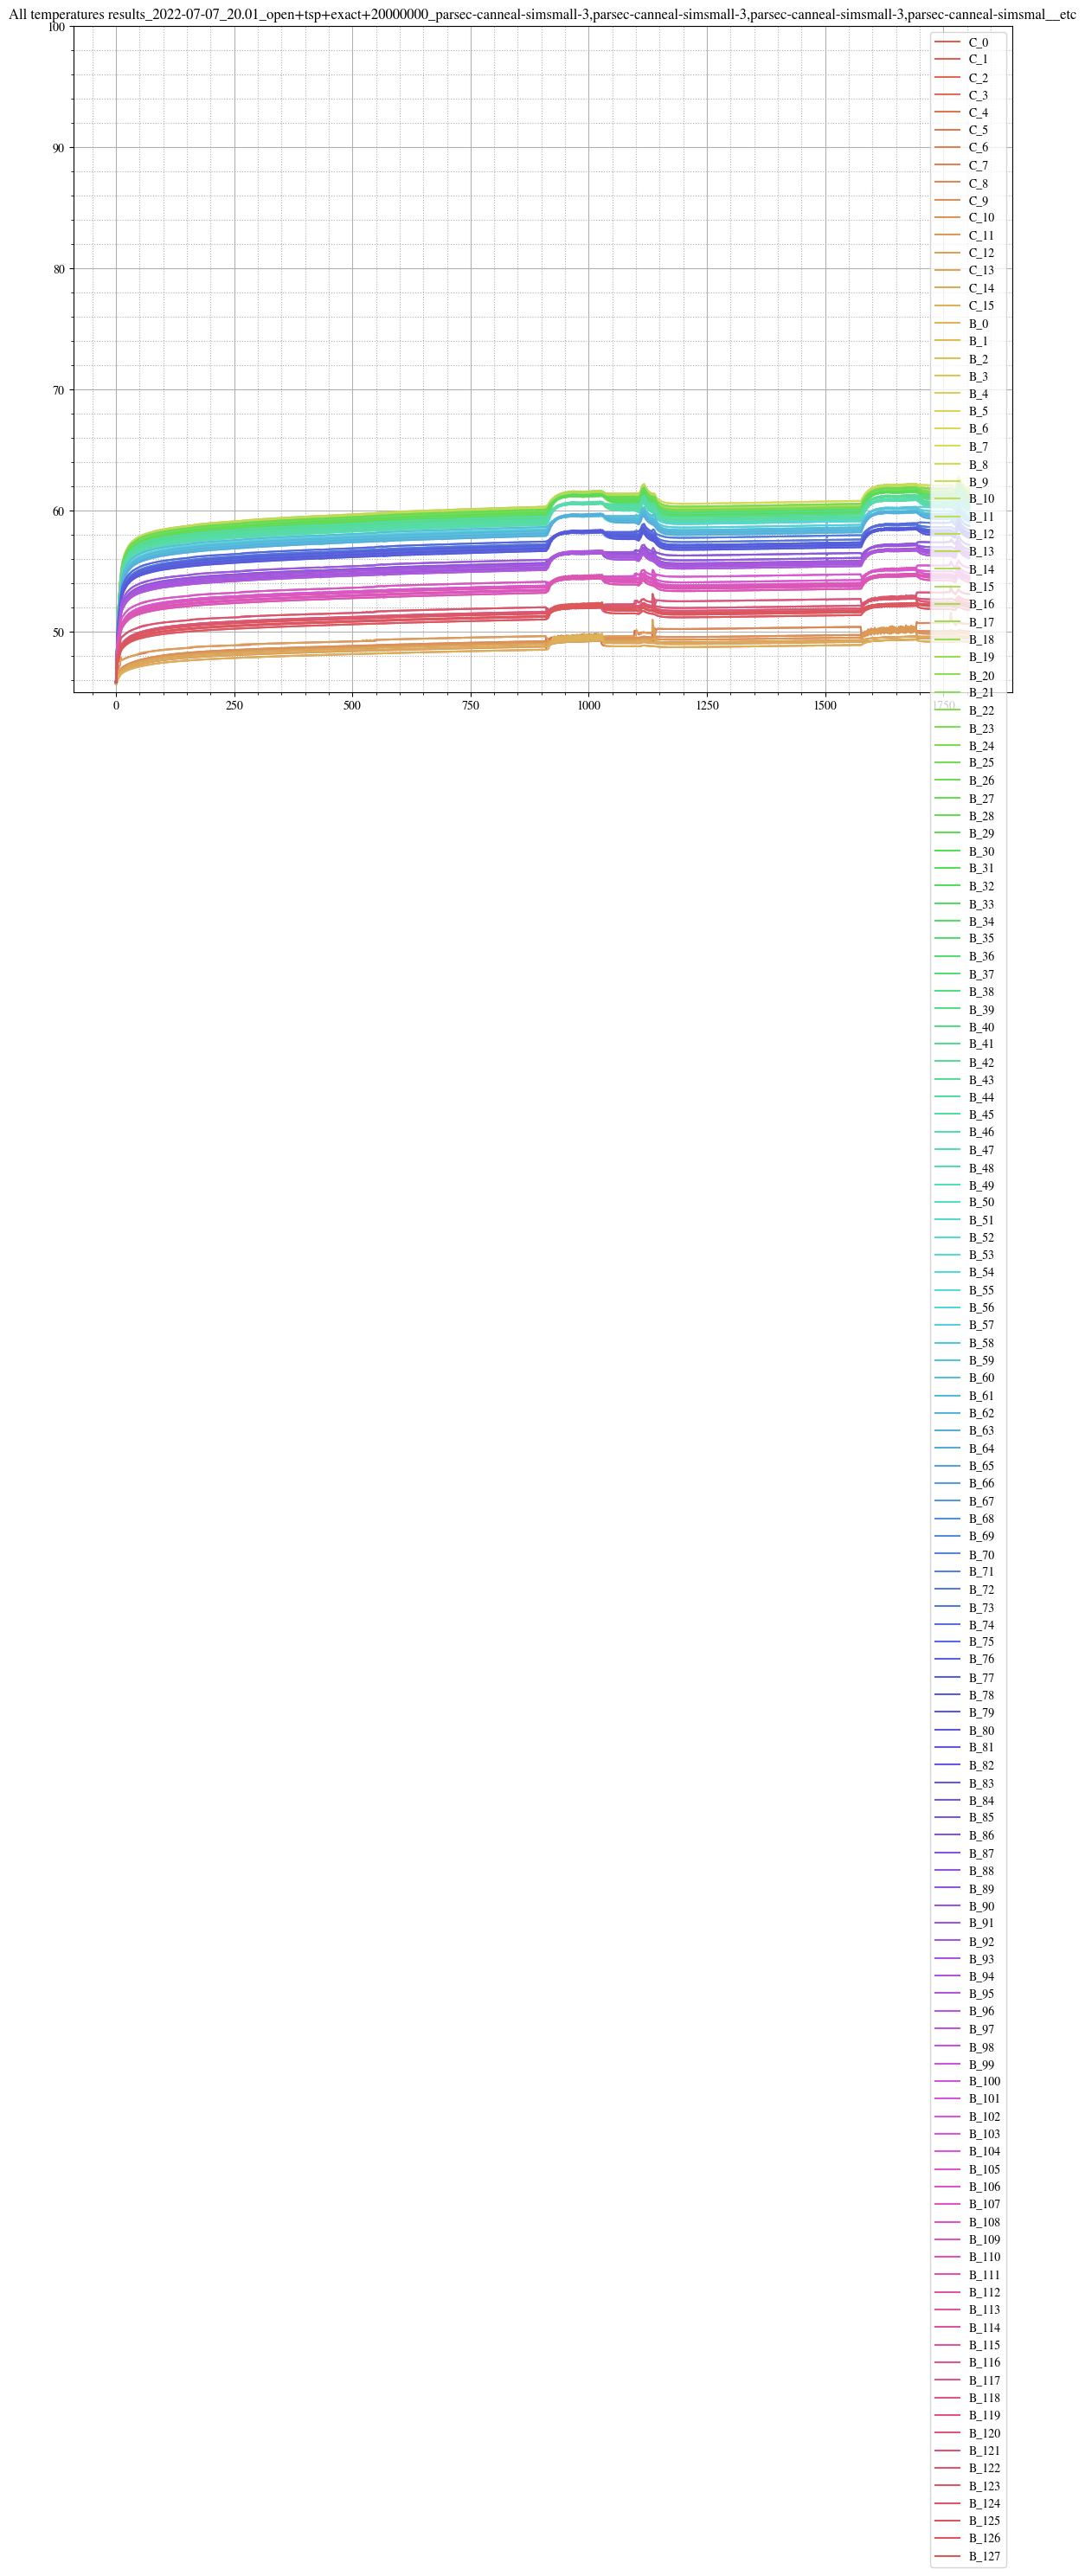 All temperatures results_2022-07-07_20.01_open+tsp+exact+20000000_parsec-canneal-simsmall-3,parsec-canneal-simsmall-3,parsec-canneal-simsmall-3,parsec-canneal-simsmal__etc
100
90
80
70
60
50
0
250
500
750
1000
1250
1500
1750
C_0
C_1
C_2
C_3
C_4
C_5
C_6
C_7
C_8
C_9
C_10
C_11
C_12
C_13
C_14
C_15
B_0
B_1
B_2
B_3
B_4
B_5
B_6
B_7
B_8
B_9
B_10
B_11
B_12
B_13
B_14
B_15
B_16
B_17
B_18
B_19
B_20
B_21
B_22
B_23
B_24
B_25
B_26
B_27
B_28
B_29
B_30
B_31
B_32
B_33
B_34
B_35
B_36
B_37
B_38
B_39
B_40
B_41
B_42
B_43
B_44
B_45
B_46
B_47
B_48
B_49
B_50
B_51
B_52
B_53
B_54
B_55
B_56
B_57
B_58
B_59
B_60
B_61
B_62
B_63
B_64
B_65
B_66
B_67
B_68
B_69
B_70
B_71
B_72
B_73
B_74
B_75
B_76
B_77
B_78
B_79
B_80
B_81
B_82
B_83
B_84
B_85
B_86
B_87
B_88
B_89
B_90
B_91
B_92
B_93
B_94
B_95
B_96
B_97
B_98
B_99
B_100
B_101
B_102
B_103
B_104
B_105
B_106
B_107
B_108
B_109
B_110
B_111
B_112
B_113
B_114
B_115
B_116
B_117
B_118
B_119
B_120
B_121
B_122
B_123
B_124
B_125
B_126
B_127